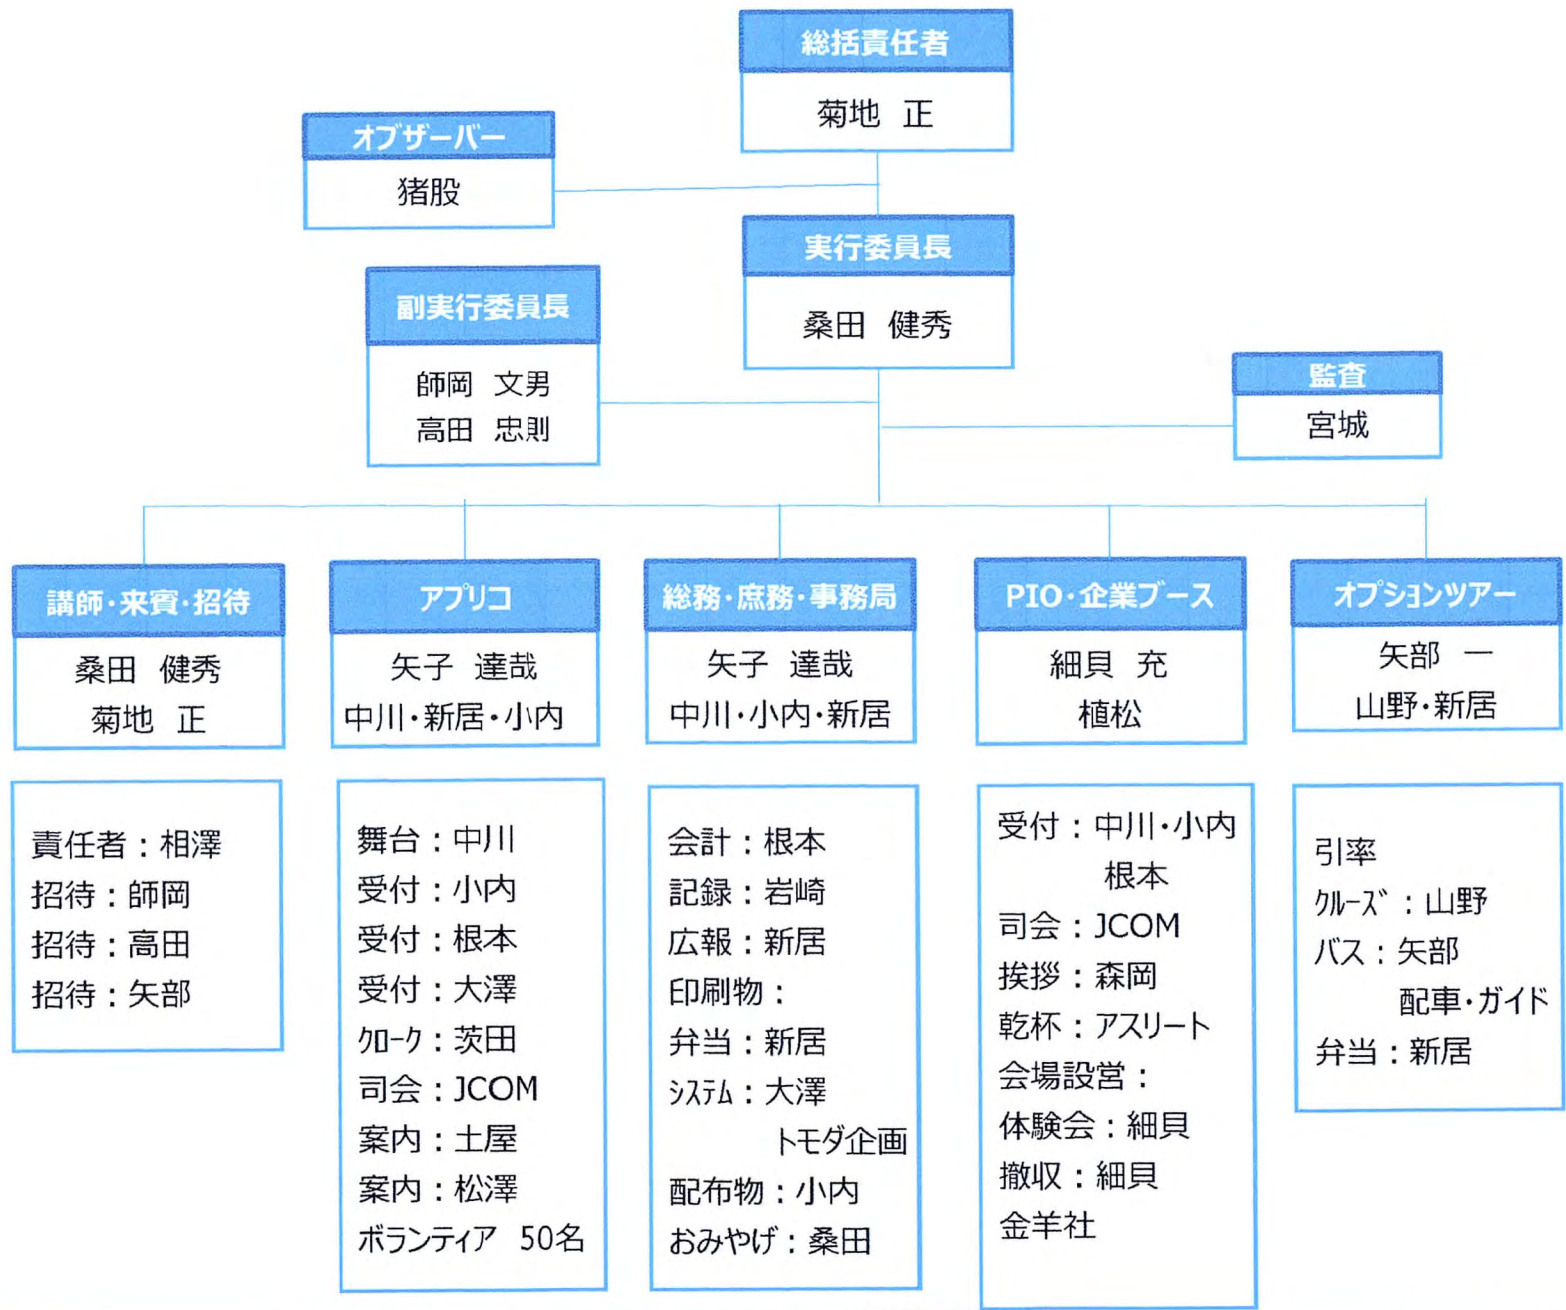 総括責任者
菊地 正
オブザーバー
猪股
実行委員長
桑田 健秀
副実行委員長
師岡 文男
高田 忠則
監査
宮城
講師・来賓・招待
桑田 健秀
菊地 正
責任者：相澤
招待：師岡
招待：高田
招待：矢部
アプリコ
矢子 達哉
中川・新居・小内
舞台：中川
受付：小内
受付：根本
受付：大澤
ｸﾛｰｸ：茨田
司会：JCOM
案内：土屋
案内：松澤
ボランティア 50名
総務・庶務・事務局
矢子 達哉
中川・小内・新居
会計：根本
記録：岩崎
広報：新居
印刷物：
弁当：新居
ｼｽﾃﾑ：大澤
トモダ企画
配布物：小内
おみやげ：桑田
PIO・企業ブース
細貝 充
植松
受付：中川・小内
根本
司会：JCOM
挨拶：森岡
乾杯：アスリート
会場設営：
体験会：細貝
撤収：細貝
金羊社
オプションツアー
矢部 一
山野・新居
引率
ｸﾙｰｽﾞ：山野
バス：矢部
配車・ガイド
弁当：新居